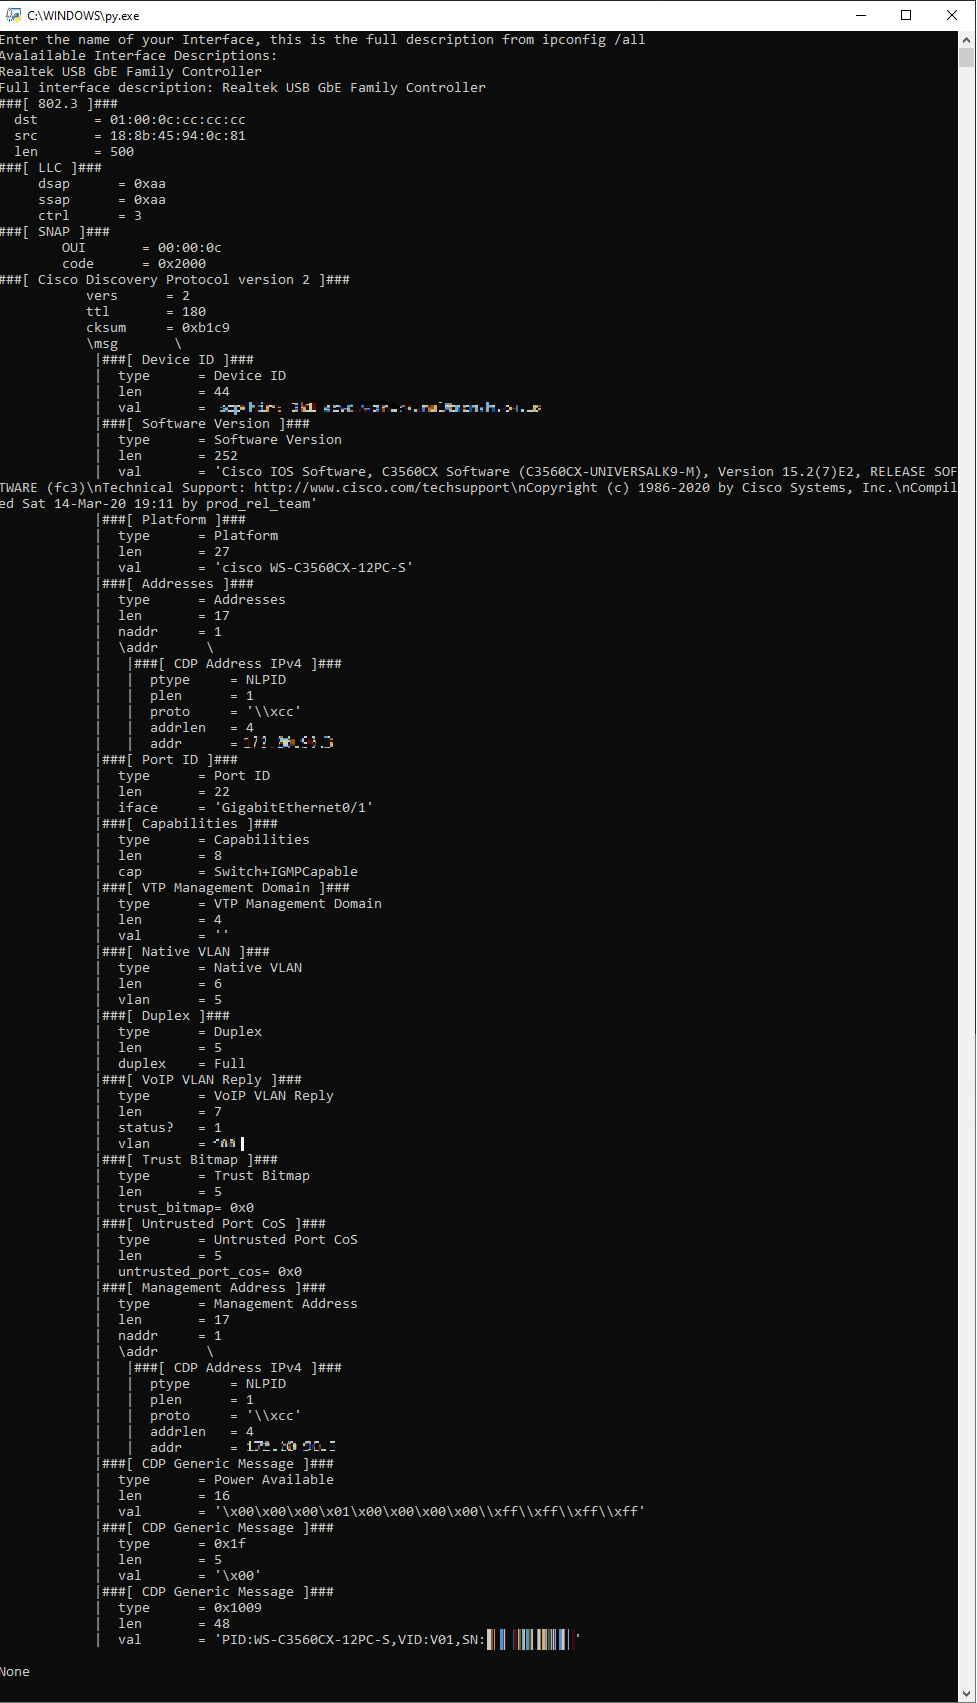 C:\WINDOWS\py.exe
Enter the name of your Interface, this is the full description from ipconfig /all
Avalailable Interface Descriptions:
Realtek USB GbE Family Controller
Full interface description: Realtek USB GbE Family Controller
###[ 802.3 ]###
dst = 01:00:0c:cc:cc:cc
src = 18:8b:45:94:0c:81
len = 500
###[ LLC ]###
dsap = 0xaa
ssap = 0xaa
ctrl = 3
###[ SNAP ]###
OUI = 00:00:0c
code = 0x2000
###[ Cisco Discovery Protocol version 2 ]###
vers = 2
ttl = 180
cksum = 0xb1c9
\msg \
|###[ Device ID ]###
| type = Device ID
| len = 44
| val =
|###[ Software Version ]###
| type = Software Version
| len = 252
| val = 'Cisco IOS Software, C3560CX Software (C3560CX-UNIVERSALK9-M), Version 15.2(7)E2, RELEASE SOF
TWARE (fc3)\nTechnical Support: http://www.cisco.com/techsupport\nCopyright (c) 1986-2020 by Cisco Systems, Inc.\nCompil
ed Sat 14-Mar-20 19:11 by prod_rel_team'
|###[ Platform ]###
| type = Platform
| len = 27
| val = 'cisco WS-C3560CX-12PC-S'
|###[ Addresses ]###
| type = Addresses
| len = 17
| naddr = 1
| \addr \
| |###[ CDP Address IPv4 ]###
| | ptype = NLPID
| | plen = 1
| | proto = '\\xcc'
| | addrlen = 4
| | addr =
|###[ Port ID ]###
| type = Port ID
| len = 22
| iface = 'GigabitEthernet0/1'
|###[ Capabilities ]###
| type = Capabilities
| len = 8
| cap = Switch+IGMPCapable
|###[ VTP Management Domain ]###
| type = VTP Management Domain
| len = 4
| val = ''
|###[ Native VLAN ]###
| type = Native VLAN
| len = 6
| vlan = 5
|###[ Duplex ]###
| type = Duplex
| len = 5
| duplex = Full
|###[ VoIP VLAN Reply ]###
| type = VoIP VLAN Reply
| len = 7
| status? = 1
| vlan =
|###[ Trust Bitmap ]###
| type = Trust Bitmap
| len = 5
| trust_bitmap= 0x0
|###[ Untrusted Port CoS ]###
| type = Untrusted Port CoS
| len = 5
| untrusted_port_cos= 0x0
|###[ Management Address ]###
| type = Management Address
| len = 17
| naddr = 1
| \addr \
| |###[ CDP Address IPv4 ]###
| | ptype = NLPID
| | plen = 1
| | proto = '\\xcc'
| | addrlen = 4
| | addr =
|###[ CDP Generic Message ]###
| type = Power Available
| len = 16
| val = '\x00\x00\x00\x01\x00\x00\x00\x00\\xff\\xff\\xff\\xff'
|###[ CDP Generic Message ]###
| type = 0x1f
| len = 5
| val = '\x00'
|###[ CDP Generic Message ]###
| type = 0x1009
| len = 48
| val = 'PID:WS-C3560CX-12PC-S,VID:V01,SN: '
None